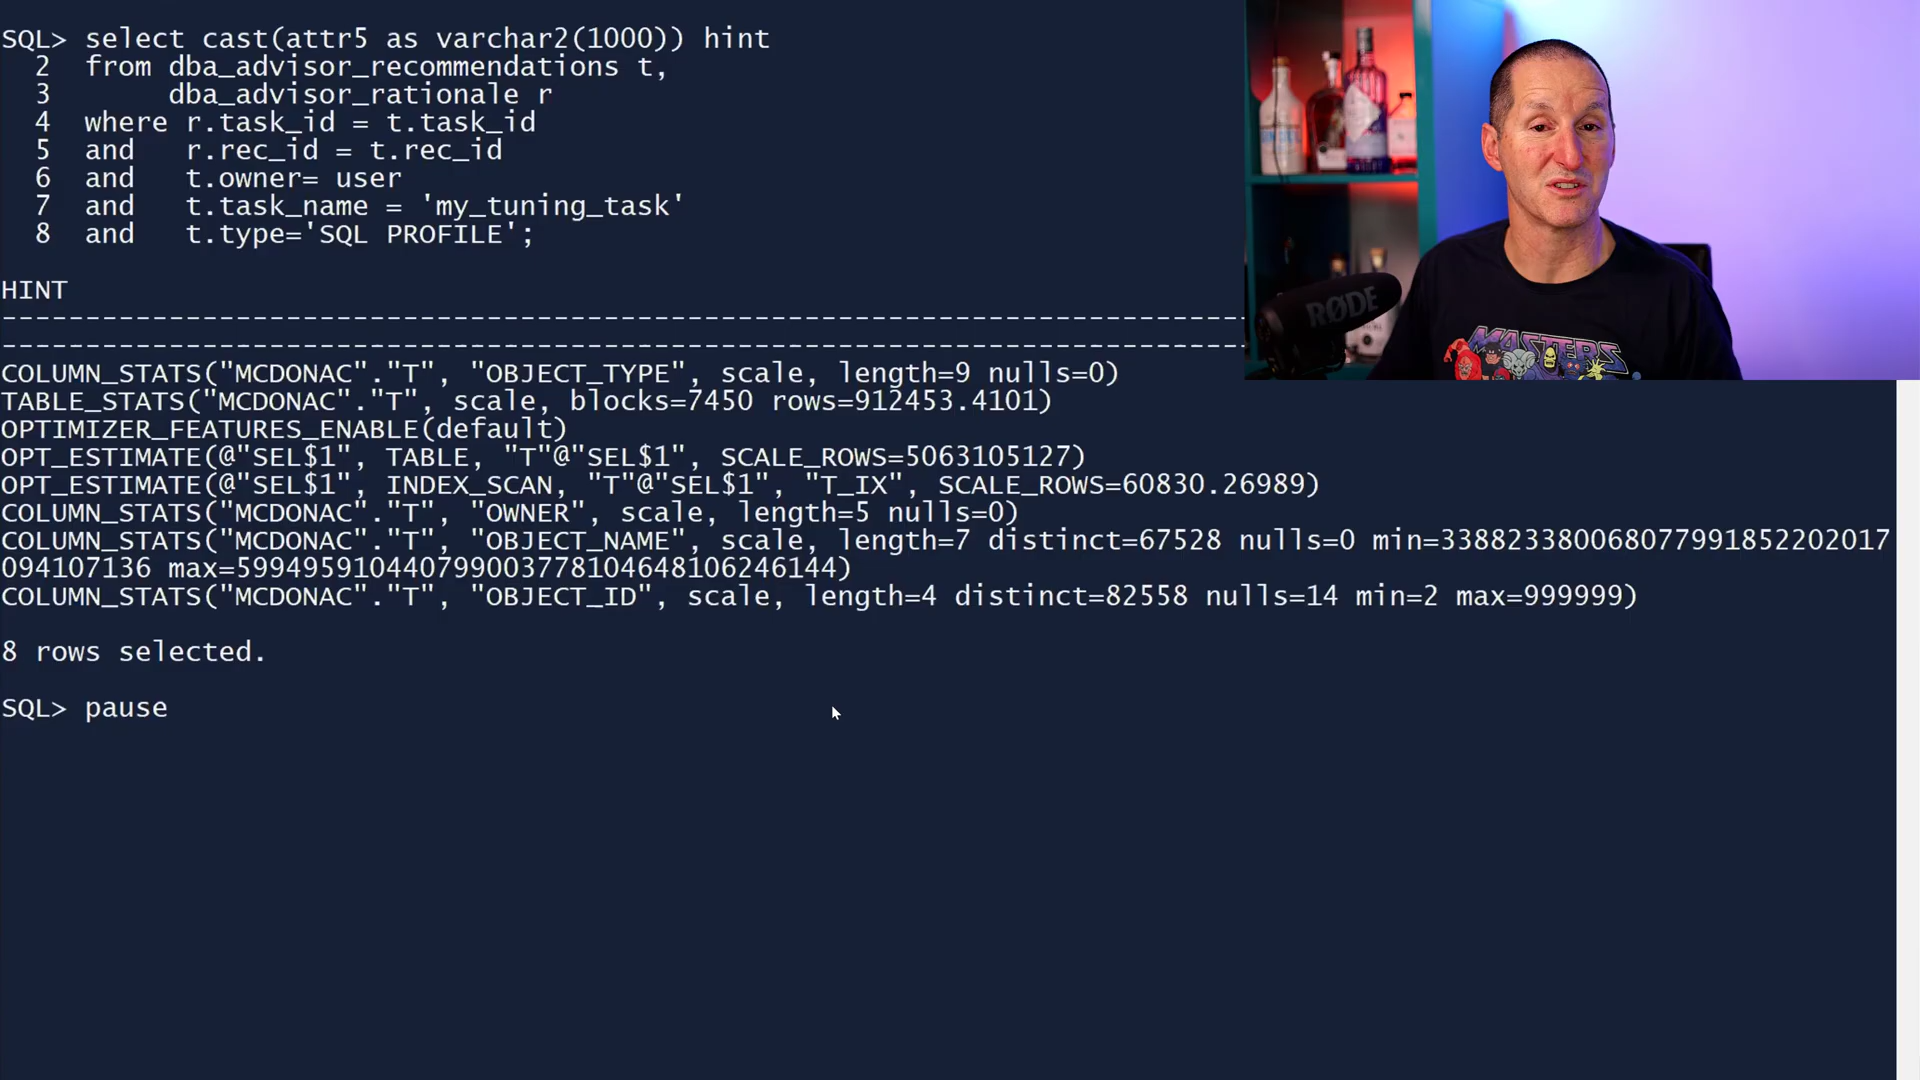 SQL> select cast(attr5 as varchar2(1000)) hint
2 from dba_advisor_recommendations t,
3 dba_advisor_rationale r
4 where r.task_id = t.task_id
5 and r.rec_id = t.rec_id
6 and t.owner= user
7 and t.task_name = 'my_tuning_task'
8 and t.type='SQL PROFILE';
HINT
--------------------------------------------------------------------------
--------------------------------------------------------------------------
COLUMN_STATS("MCDONAC"."T", "OBJECT_TYPE", scale, length=9 nulls=0)
TABLE_STATS("MCDONAC"."T", scale, blocks=7450 rows=912453.4101)
OPTIMIZER_FEATURES_ENABLE(default)
OPT_ESTIMATE(@"SEL$1", TABLE, "T"@"SEL$1", SCALE_ROWS=5063105127)
OPT_ESTIMATE(@"SEL$1", INDEX_SCAN, "T"@"SEL$1", "T_IX", SCALE_ROWS=60830.26989)
COLUMN_STATS("MCDONAC"."T", "OWNER", scale, length=5 nulls=0)
COLUMN_STATS("MCDONAC"."T", "OBJECT_NAME", scale, length=7 distinct=67528 nulls=0 min=338823380068077991852202017
094107136 max=599495910440799003778104648106246144)
COLUMN_STATS("MCDONAC"."T", "OBJECT_ID", scale, length=4 distinct=82558 nulls=14 min=2 max=999999)
8 rows selected.
SQL> pause
RØDE
MASTERS